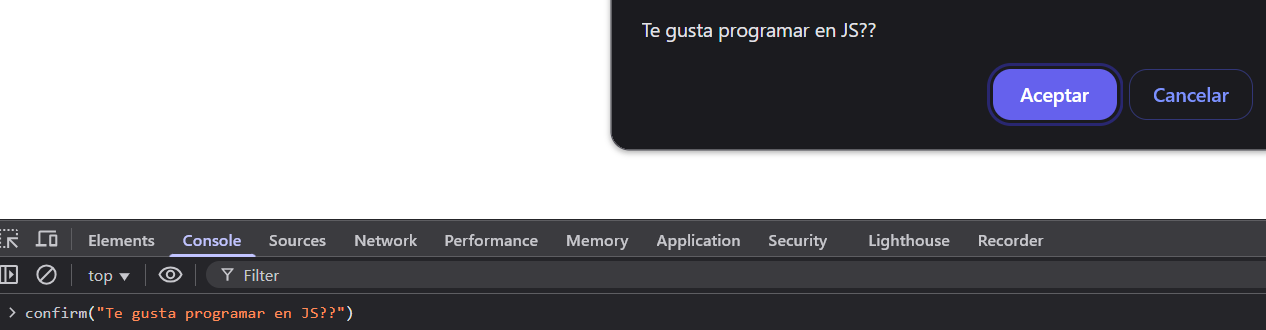 Te gusta programar en JS??
Aceptar Cancelar
Elements Console Sources Network Performance Memory Application Security Lighthouse Recorder
top Filter
confirm("Te gusta programar en JS??")